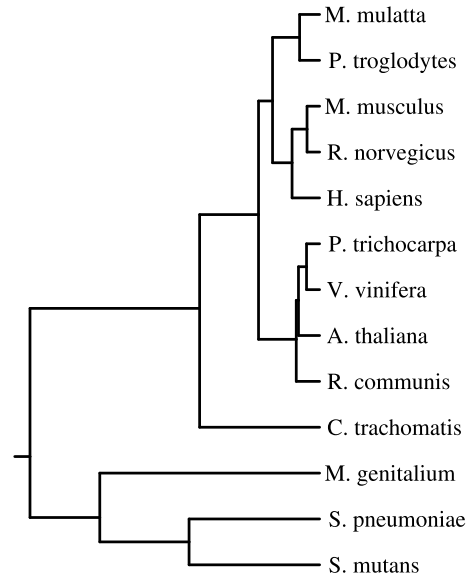 M. mulatta
P. troglodytes
M. musculus
R. norvegicus
H. sapiens
P. trichocarpa
V. vinifera
A. thaliana
R. communis
C. trachomatis
M. genitalium
S. pneumoniae
S. mutans